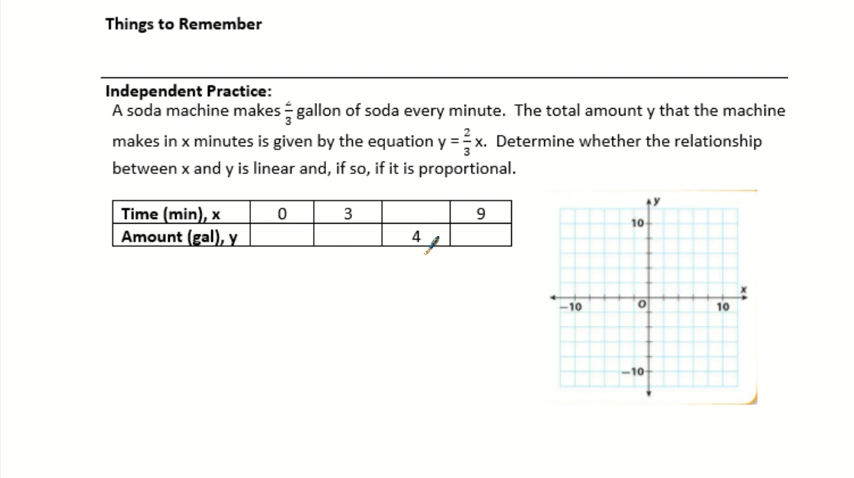 Things to Remember
Independent Practice:
A soda machine makes 2/3 gallon of soda every minute. The total amount y that the machine
makes in x minutes is given by the equation y = 2/3 x. Determine whether the relationship
between x and y is linear and, if so, if it is proportional.
Time (min), x 0 3 9
Amount (gal), y 4
y
10
x
-10 O 10
-10